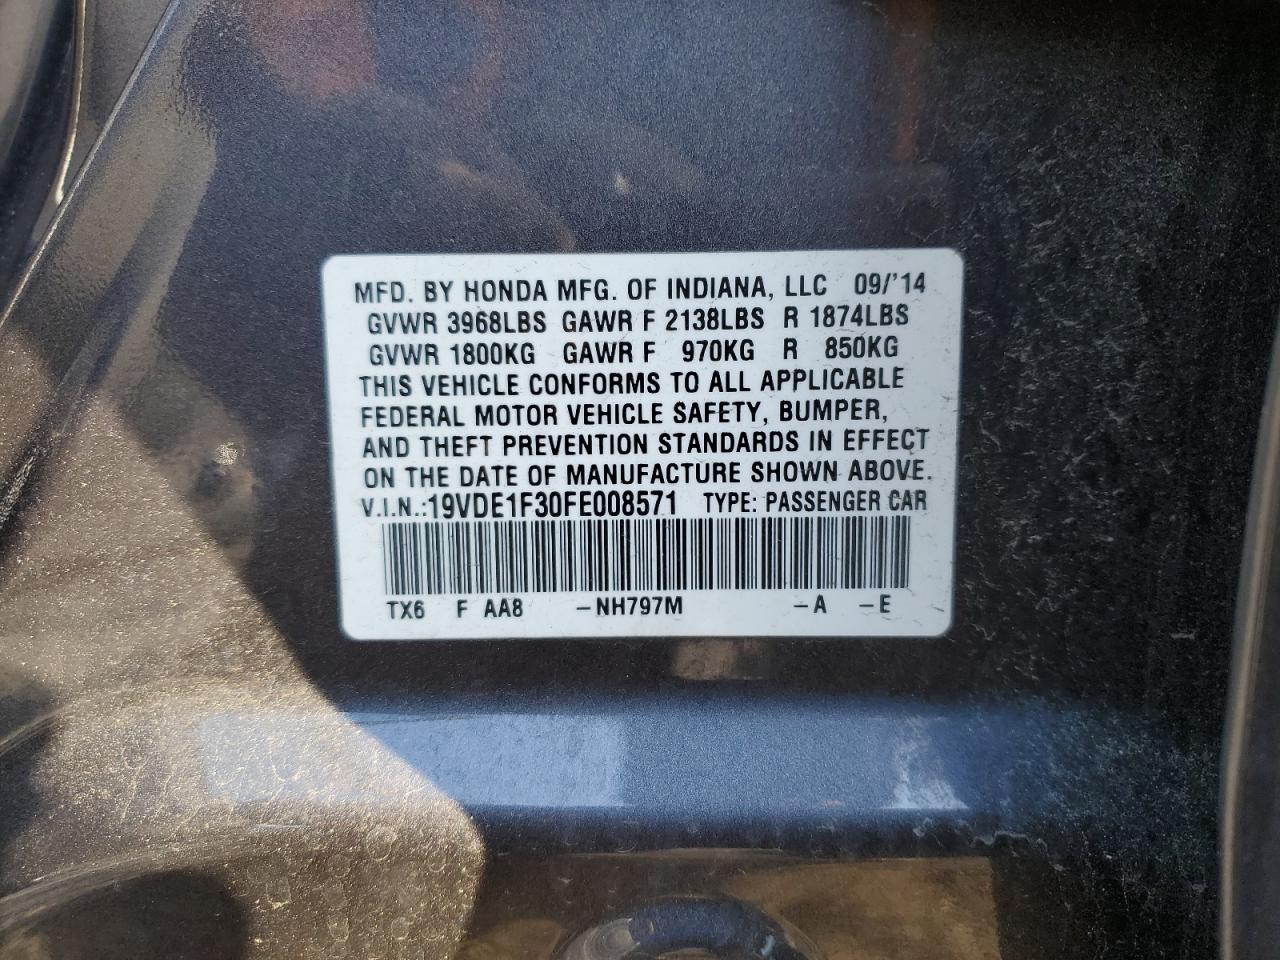 MFD. BY HONDA MFG. OF INDIANA, LLC 09/'14
GVWR 3968LBS GAWR F 2138LBS R 1874LBS
GVWR 1800KG GAWR F 970KG R 850KG
THIS VEHICLE CONFORMS TO ALL APPLICABLE
FEDERAL MOTOR VEHICLE SAFETY, BUMPER,
AND THEFT PREVENTION STANDARDS IN EFFECT
ON THE DATE OF MANUFACTURE SHOWN ABOVE.
V.I.N.:19VDE1F30FE008571 TYPE: PASSENGER CAR
TX6 F AA8 -NH797M -A -E